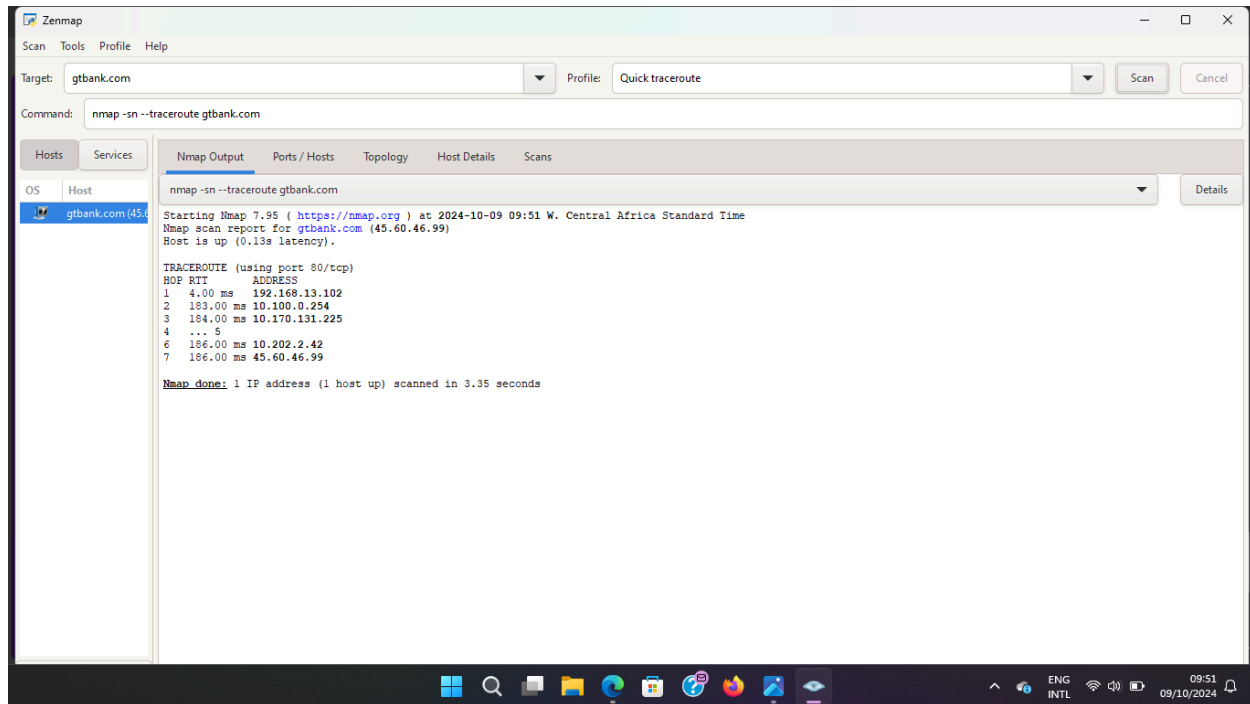 Zenmap
Scan Tools Profile Help
Target: gtbank.com Profile: Quick traceroute Scan Cancel
Command: nmap -sn --traceroute gtbank.com
Hosts Services Nmap Output Ports / Hosts Topology Host Details Scans
OS Host nmap -sn --traceroute gtbank.com Details
gtbank.com (45.6
Starting Nmap 7.95 ( https://nmap.org ) at 2024-10-09 09:51 W. Central Africa Standard Time
Nmap scan report for gtbank.com (45.60.46.99)
Host is up (0.13s latency).
TRACEROUTE (using port 80/tcp)
HOP RTT ADDRESS
1 4.00 ms 192.168.13.102
2 183.00 ms 10.100.0.254
3 184.00 ms 10.170.131.225
4 ... 5
6 186.00 ms 10.202.2.42
7 186.00 ms 45.60.46.99
Nmap done: 1 IP address (1 host up) scanned in 3.35 seconds
ENG
INTL
09:51
09/10/2024